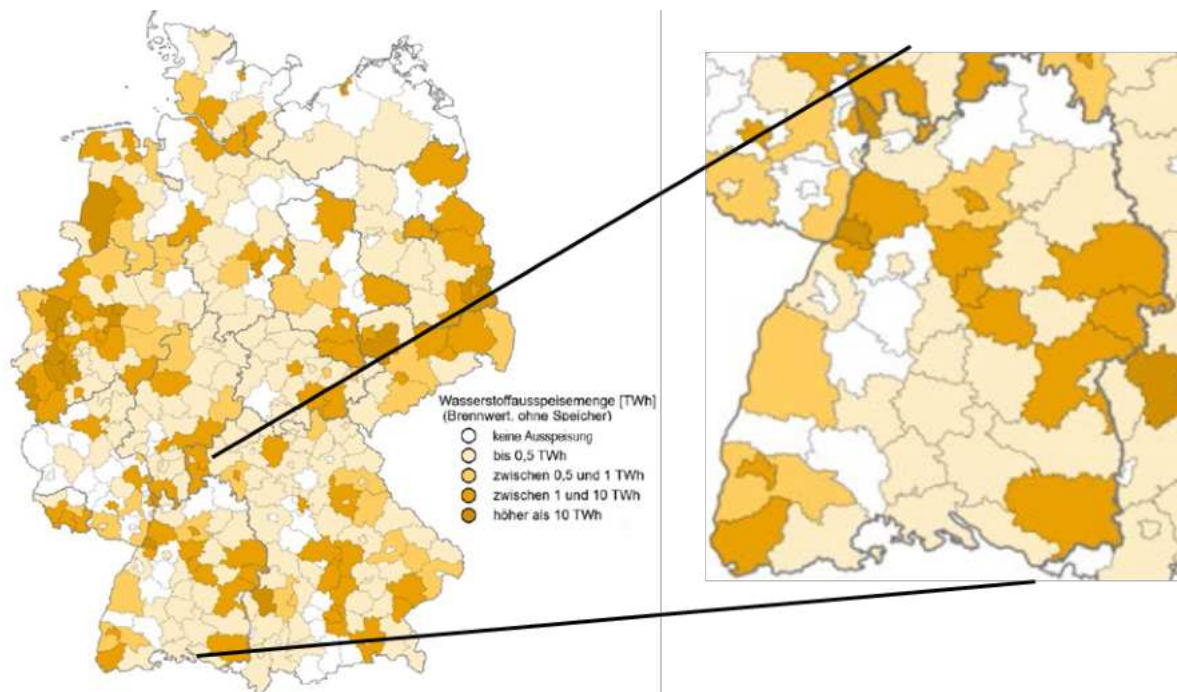 Wasserstoffausspeisemenge [TWh]
(Brennwert, ohne Speicher)
keine Ausspeisung
bis 0,5 TWh
zwischen 0,5 und 1 TWh
zwischen 1 und 10 TWh
höher als 10 TWh